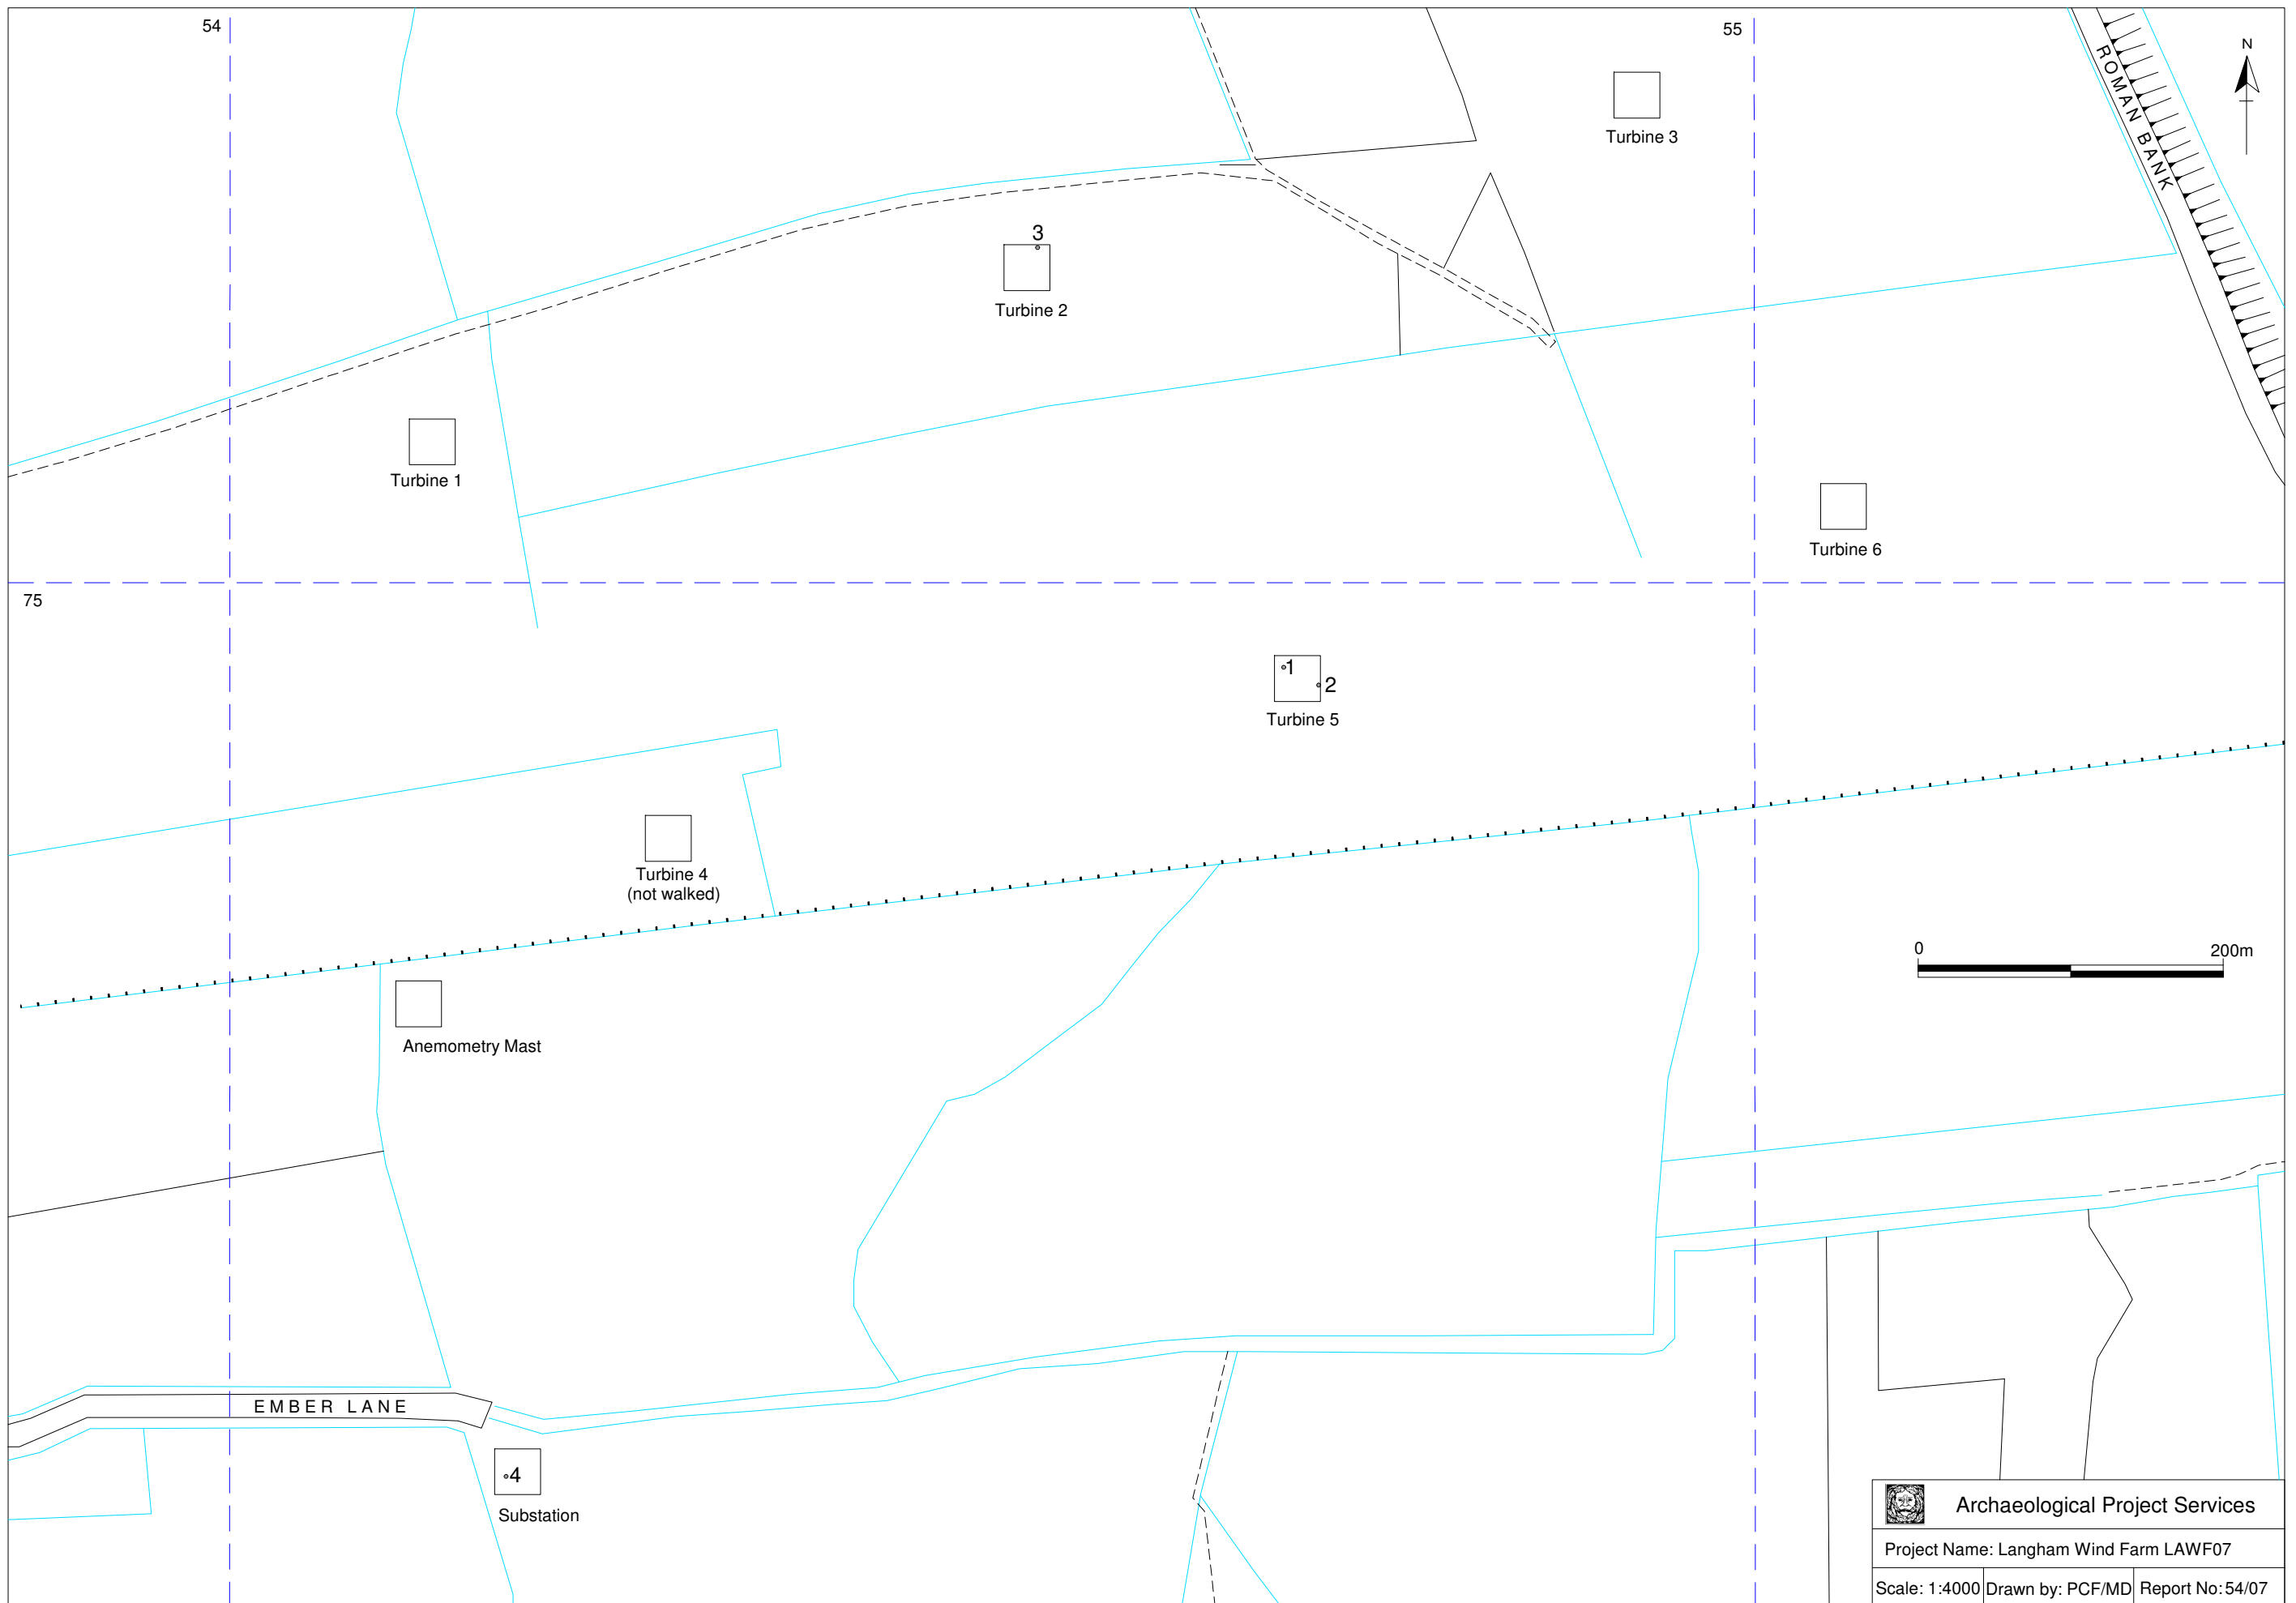 54
55
N
ROMAN BANK
Turbine 3
3
Turbine 2
Turbine 1
Turbine 6
75
1
2
Turbine 5
Turbine 4
(not walked)
0 200m
Anemometry Mast
EMBER LANE
4
Substation
Archaeological Project Services
Project Name: Langham Wind Farm LAWF07
Scale: 1:4000 Drawn by: PCF/MD Report No: 54/07